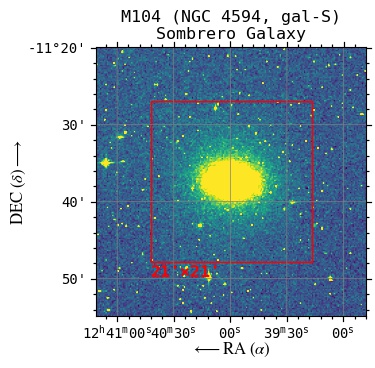 M104 (NGC 4594, gal-S)
Sombrero Galaxy
-11°20'
30'
40'
50'
DEC (δ) ⟶
21'×21'
12ʰ41ᵐ00ˢ 40ᵐ30ˢ 00ˢ 39ᵐ30ˢ 00ˢ
⟵ RA (α)